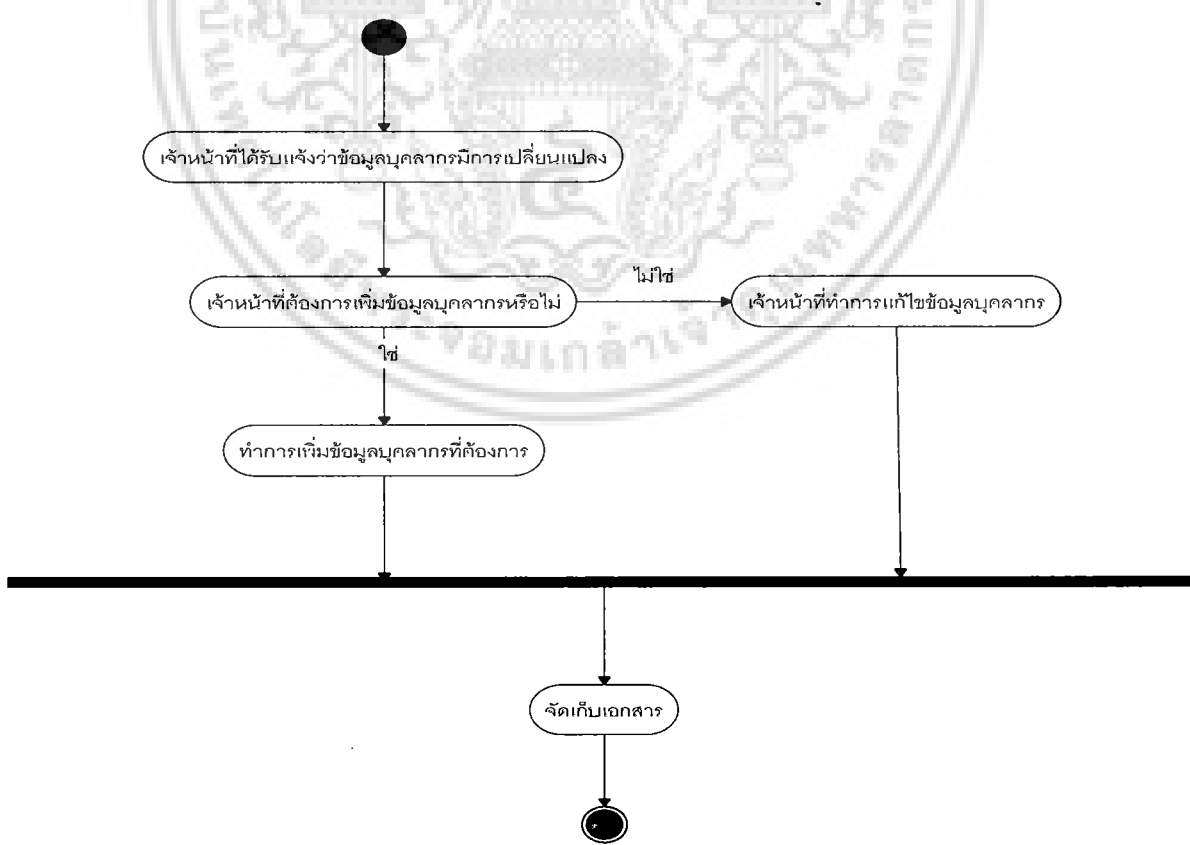 เจ้าหน้าที่ได้รับแจ้งว่าข้อมูลบุคลากรมีการเปลี่ยนแปลง
เจ้าหน้าที่ต้องการเพิ่มข้อมูลบุคลากรหรือไม่
ไม่ใช่
เจ้าหน้าที่ทำการแก้ไขข้อมูลบุคลากร
ใช่
ทำการเพิ่มข้อมูลบุคลากรที่ต้องการ
จัดเก็บเอกสาร